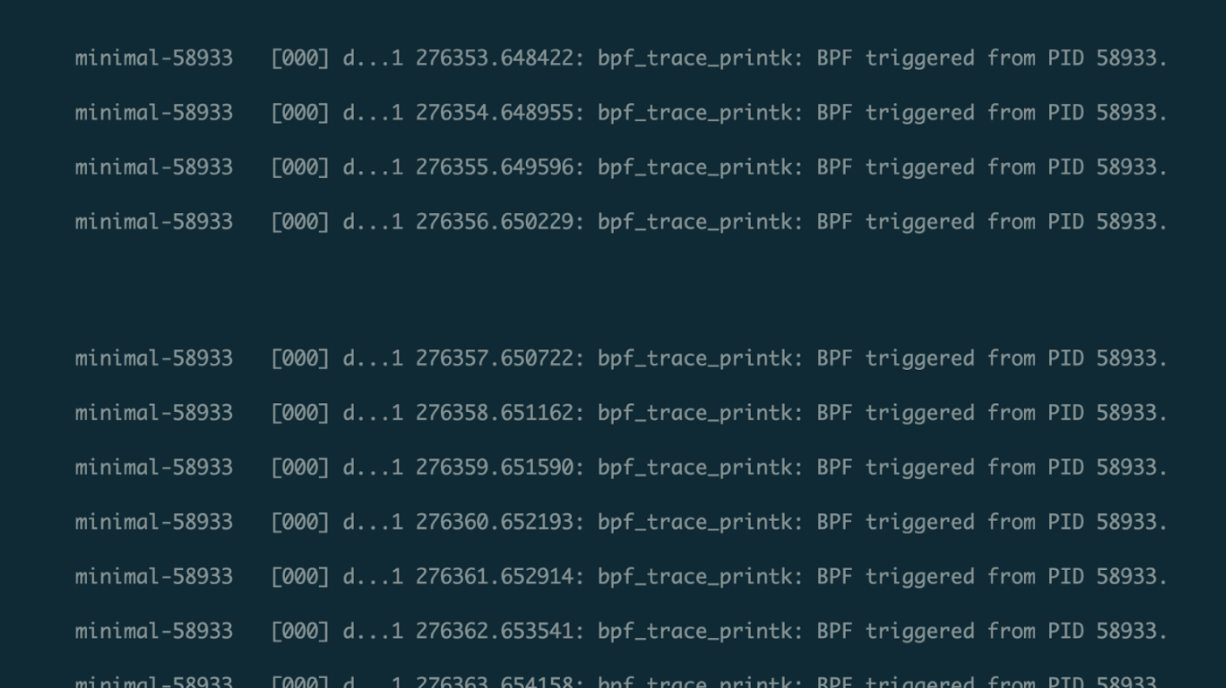 minimal-58933   [000] d...1 276353.648422: bpf_trace_printk: BPF triggered from PID 58933.
minimal-58933   [000] d...1 276354.648955: bpf_trace_printk: BPF triggered from PID 58933.
minimal-58933   [000] d...1 276355.649596: bpf_trace_printk: BPF triggered from PID 58933.
minimal-58933   [000] d...1 276356.650229: bpf_trace_printk: BPF triggered from PID 58933.
minimal-58933   [000] d...1 276357.650722: bpf_trace_printk: BPF triggered from PID 58933.
minimal-58933   [000] d...1 276358.651162: bpf_trace_printk: BPF triggered from PID 58933.
minimal-58933   [000] d...1 276359.651590: bpf_trace_printk: BPF triggered from PID 58933.
minimal-58933   [000] d...1 276360.652193: bpf_trace_printk: BPF triggered from PID 58933.
minimal-58933   [000] d...1 276361.652914: bpf_trace_printk: BPF triggered from PID 58933.
minimal-58933   [000] d...1 276362.653541: bpf_trace_printk: BPF triggered from PID 58933.
minimal-58933   [000] d...1 276363.654158: bpf_trace_printk: BPF triggered from PID 58933.